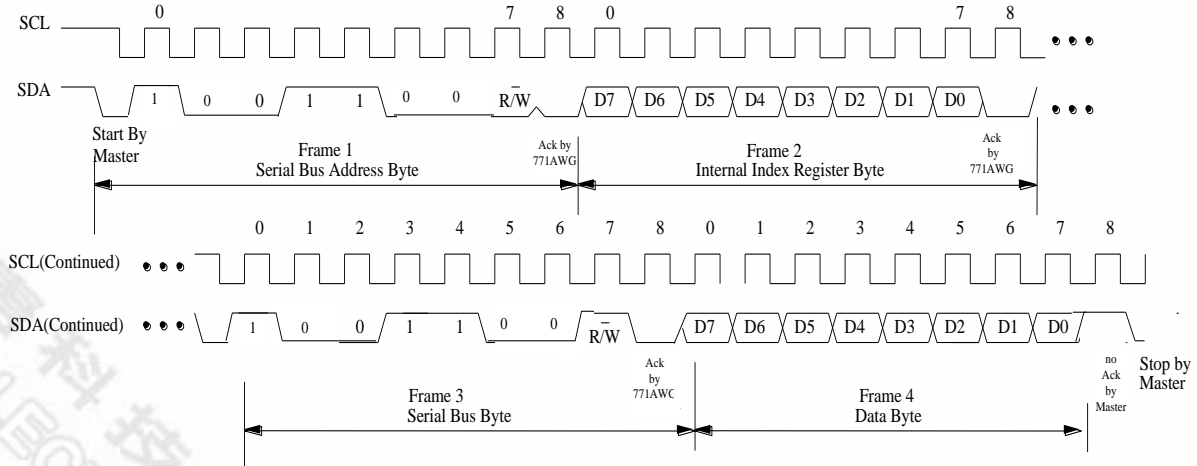 0 7 8 0 7 8
SCL
SDA 1 0 0 1 1 0 0 R/W D7 D6 D5 D4 D3 D2 D1 D0
Start By
Master
Frame 1
Serial Bus Address Byte
Ack by
771AWG
Frame 2
Internal Index Register Byte
Ack
by
771AWG
0 1 2 3 4 5 6 7 8 0 1 2 3 4 5 6 7 8
SCL(Continued)
SDA(Continued) 1 0 0 1 1 0 0 R/W D7 D6 D5 D4 D3 D2 D1 D0
Ack
by
771AWG
no
Ack
by
Master
Stop by
Master
Frame 3
Serial Bus Byte
Frame 4
Data Byte
科技